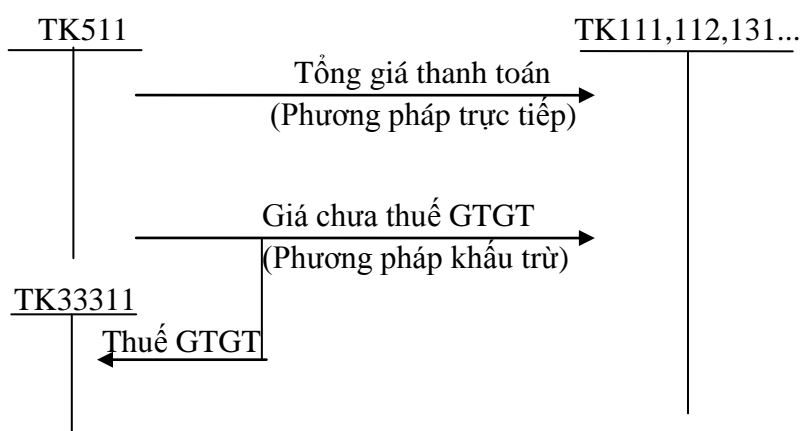 TK511
TK111,112,131...
Tổng giá thanh toán
(Phương pháp trực tiếp)
Giá chưa thuế GTGT
(Phương pháp khấu trừ)
TK33311
Thuế GTGT